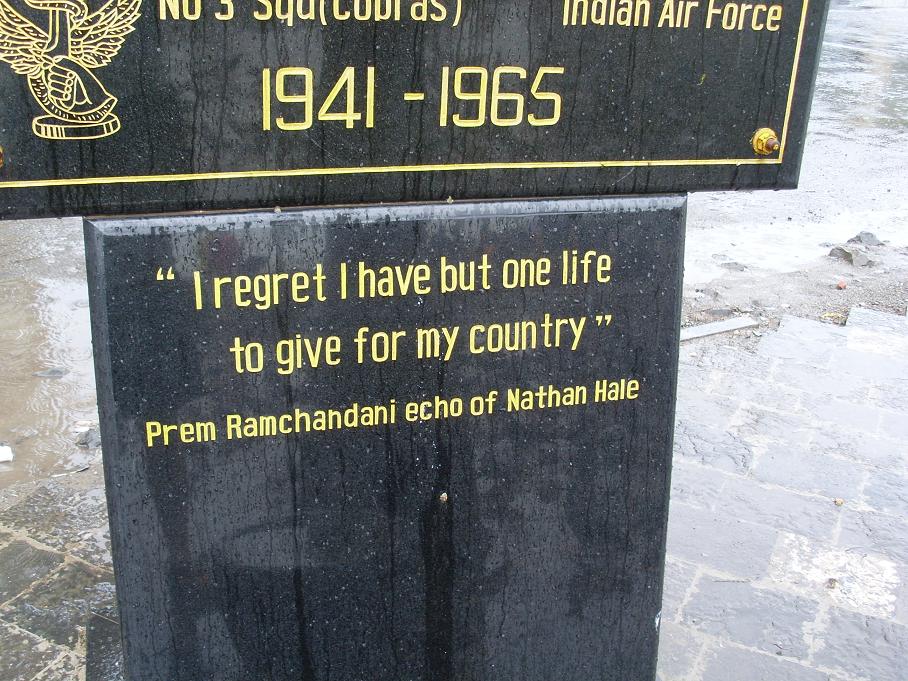 No 3 Sqd(Cobras) Indian Air Force
1941 - 1965
“ I regret I have but one life
to give for my country ”
Prem Ramchandani echo of Nathan Hale